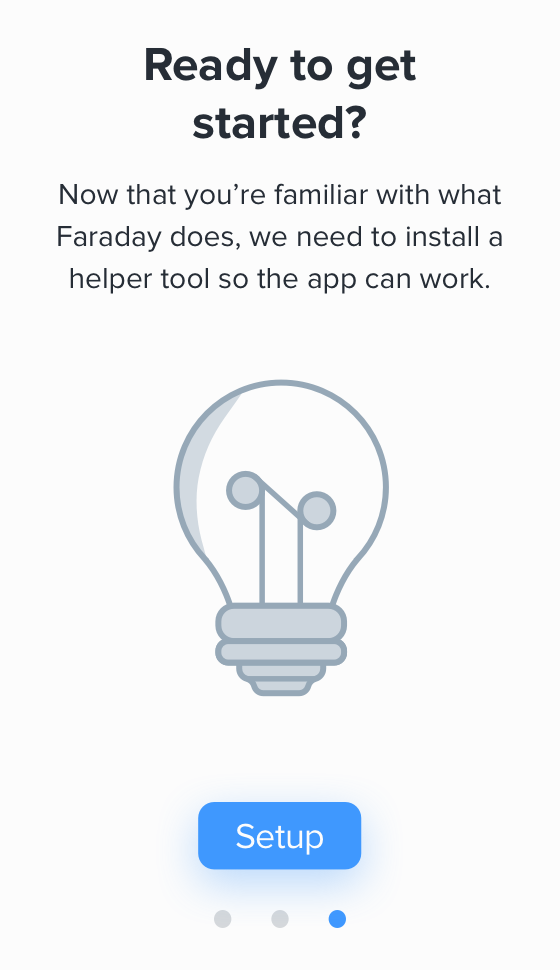 Ready to get
started?
Now that you’re familiar with what
Faraday does, we need to install a
helper tool so the app can work.
Setup